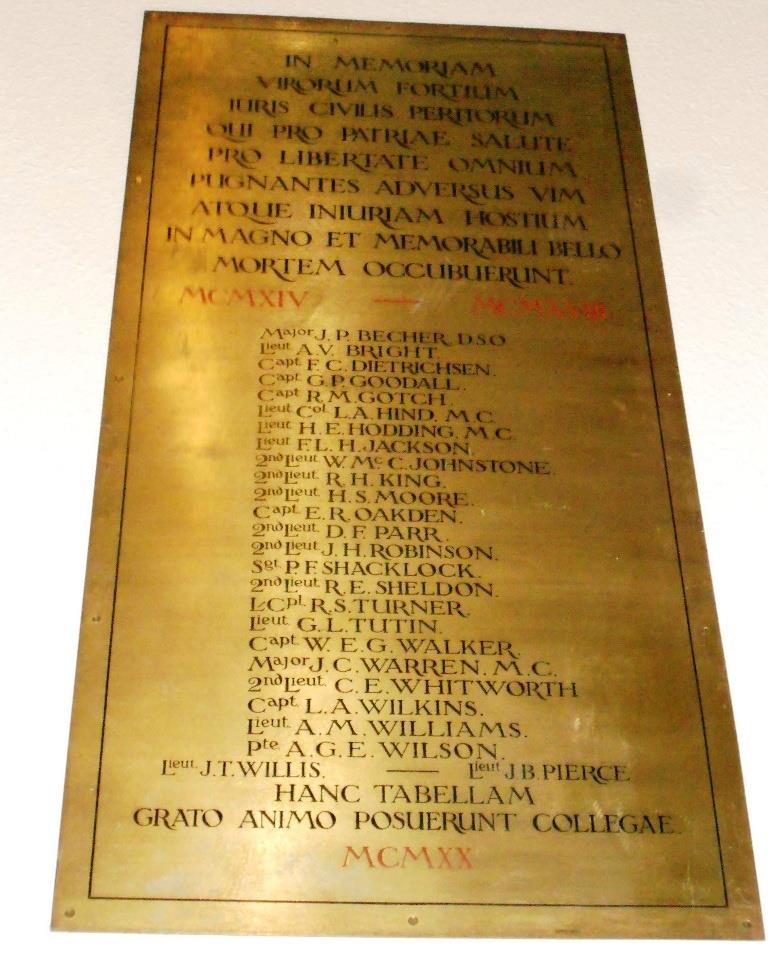 IN MEMORIAM
VIRORUM FORTIUM
IURIS CIVILIS PERITORUM
QUI PRO PATRIAE SALUTE
PRO LIBERTATE OMNIUM
PUGNANTES ADVERSUS VIM
ATQUE INIURIAM HOSTIUM
IN MAGNO ET MEMORABILI BELLO
MORTEM OCCUBUERUNT.
MCMXIV — MCMXVIII
Major J. P. BECHER, D.S.O
Lieut. A.V. BRIGHT.
Capt. F. C. DIETRICHSEN.
Capt. G. P. GOODALL.
Capt. R. M. GOTCH.
Lieut. Col. L. A. HIND, M.C.
Lieut. H. E. HODDING, M.C.
Lieut. F. L. H. JACKSON.
2nd Lieut. W. Mc C. JOHNSTONE.
2nd Lieut. R. H. KING.
2nd Lieut. H. S. MOORE.
Capt. E. R. OAKDEN.
2nd Lieut. D. F. PARR.
2nd Lieut. J. H. ROBINSON.
Sgt. P. F. SHACKLOCK.
2nd Lieut. R. E. SHELDON.
L.Cpl. R. S. TURNER.
Lieut. G. L. TUTIN.
Capt. W. E. G. WALKER.
Major J. C. WARREN. M.C.
2nd Lieut. C. E. WHITWORTH
Capt. L. A. WILKINS.
Lieut. A. M. WILLIAMS.
Pte. A. G. E. WILSON.
Lieut. J. T. WILLIS. — Lieut. J. B. PIERCE.
HANC TABELLAM
GRATO ANIMO POSUERUNT COLLEGAE.
MCMXX